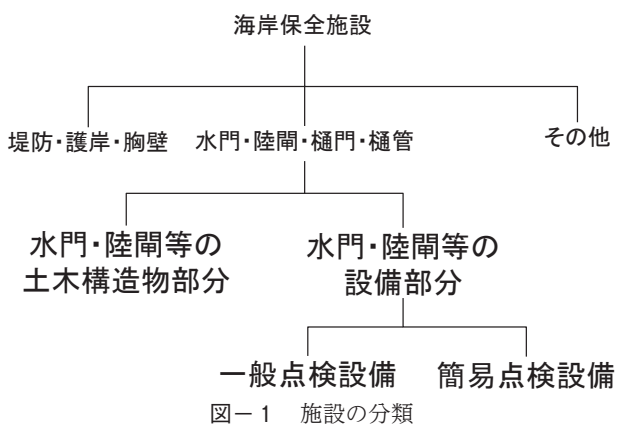 海岸保全施設
堤防・護岸・胸壁 水門・陸閘・樋門・樋管 その他
水門・陸閘等の
土木構造物部分
水門・陸閘等の
設備部分
一般点検設備 簡易点検設備
図－1 施設の分類